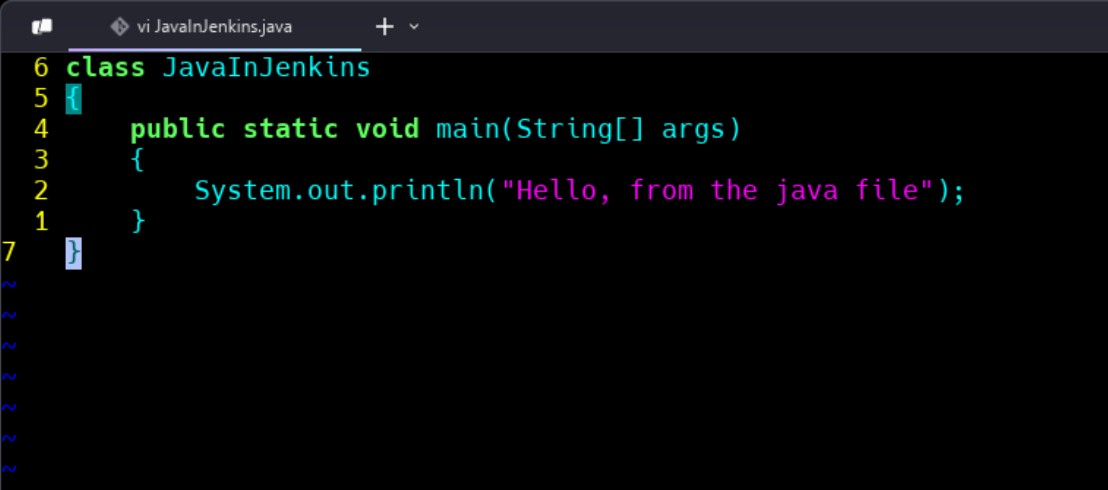 vi JavaInJenkins.java
6 class JavaInJenkins
5 {
4     public static void main(String[] args)
3     {
2         System.out.println("Hello, from the java file");
1     }
7 }
~
~
~
~
~
~
~